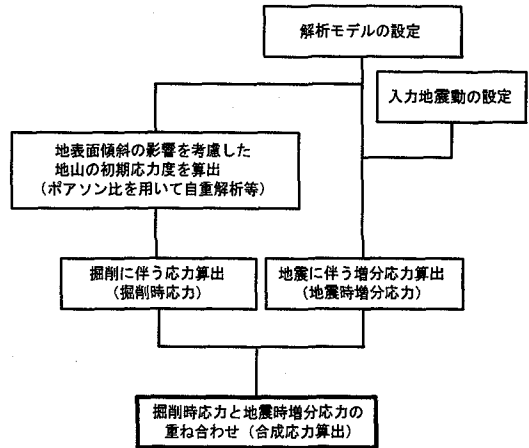 解析モデルの設定
入力地震動の設定
地表面傾斜の影響を考慮した
地山の初期応力度を算出
(ポアソン比を用いて自重解析等)
掘削に伴う応力算出
(掘削時応力)
地震に伴う増分応力算出
(地震時増分応力)
掘削時応力と地震時増分応力の
重ね合わせ (合成応力算出)